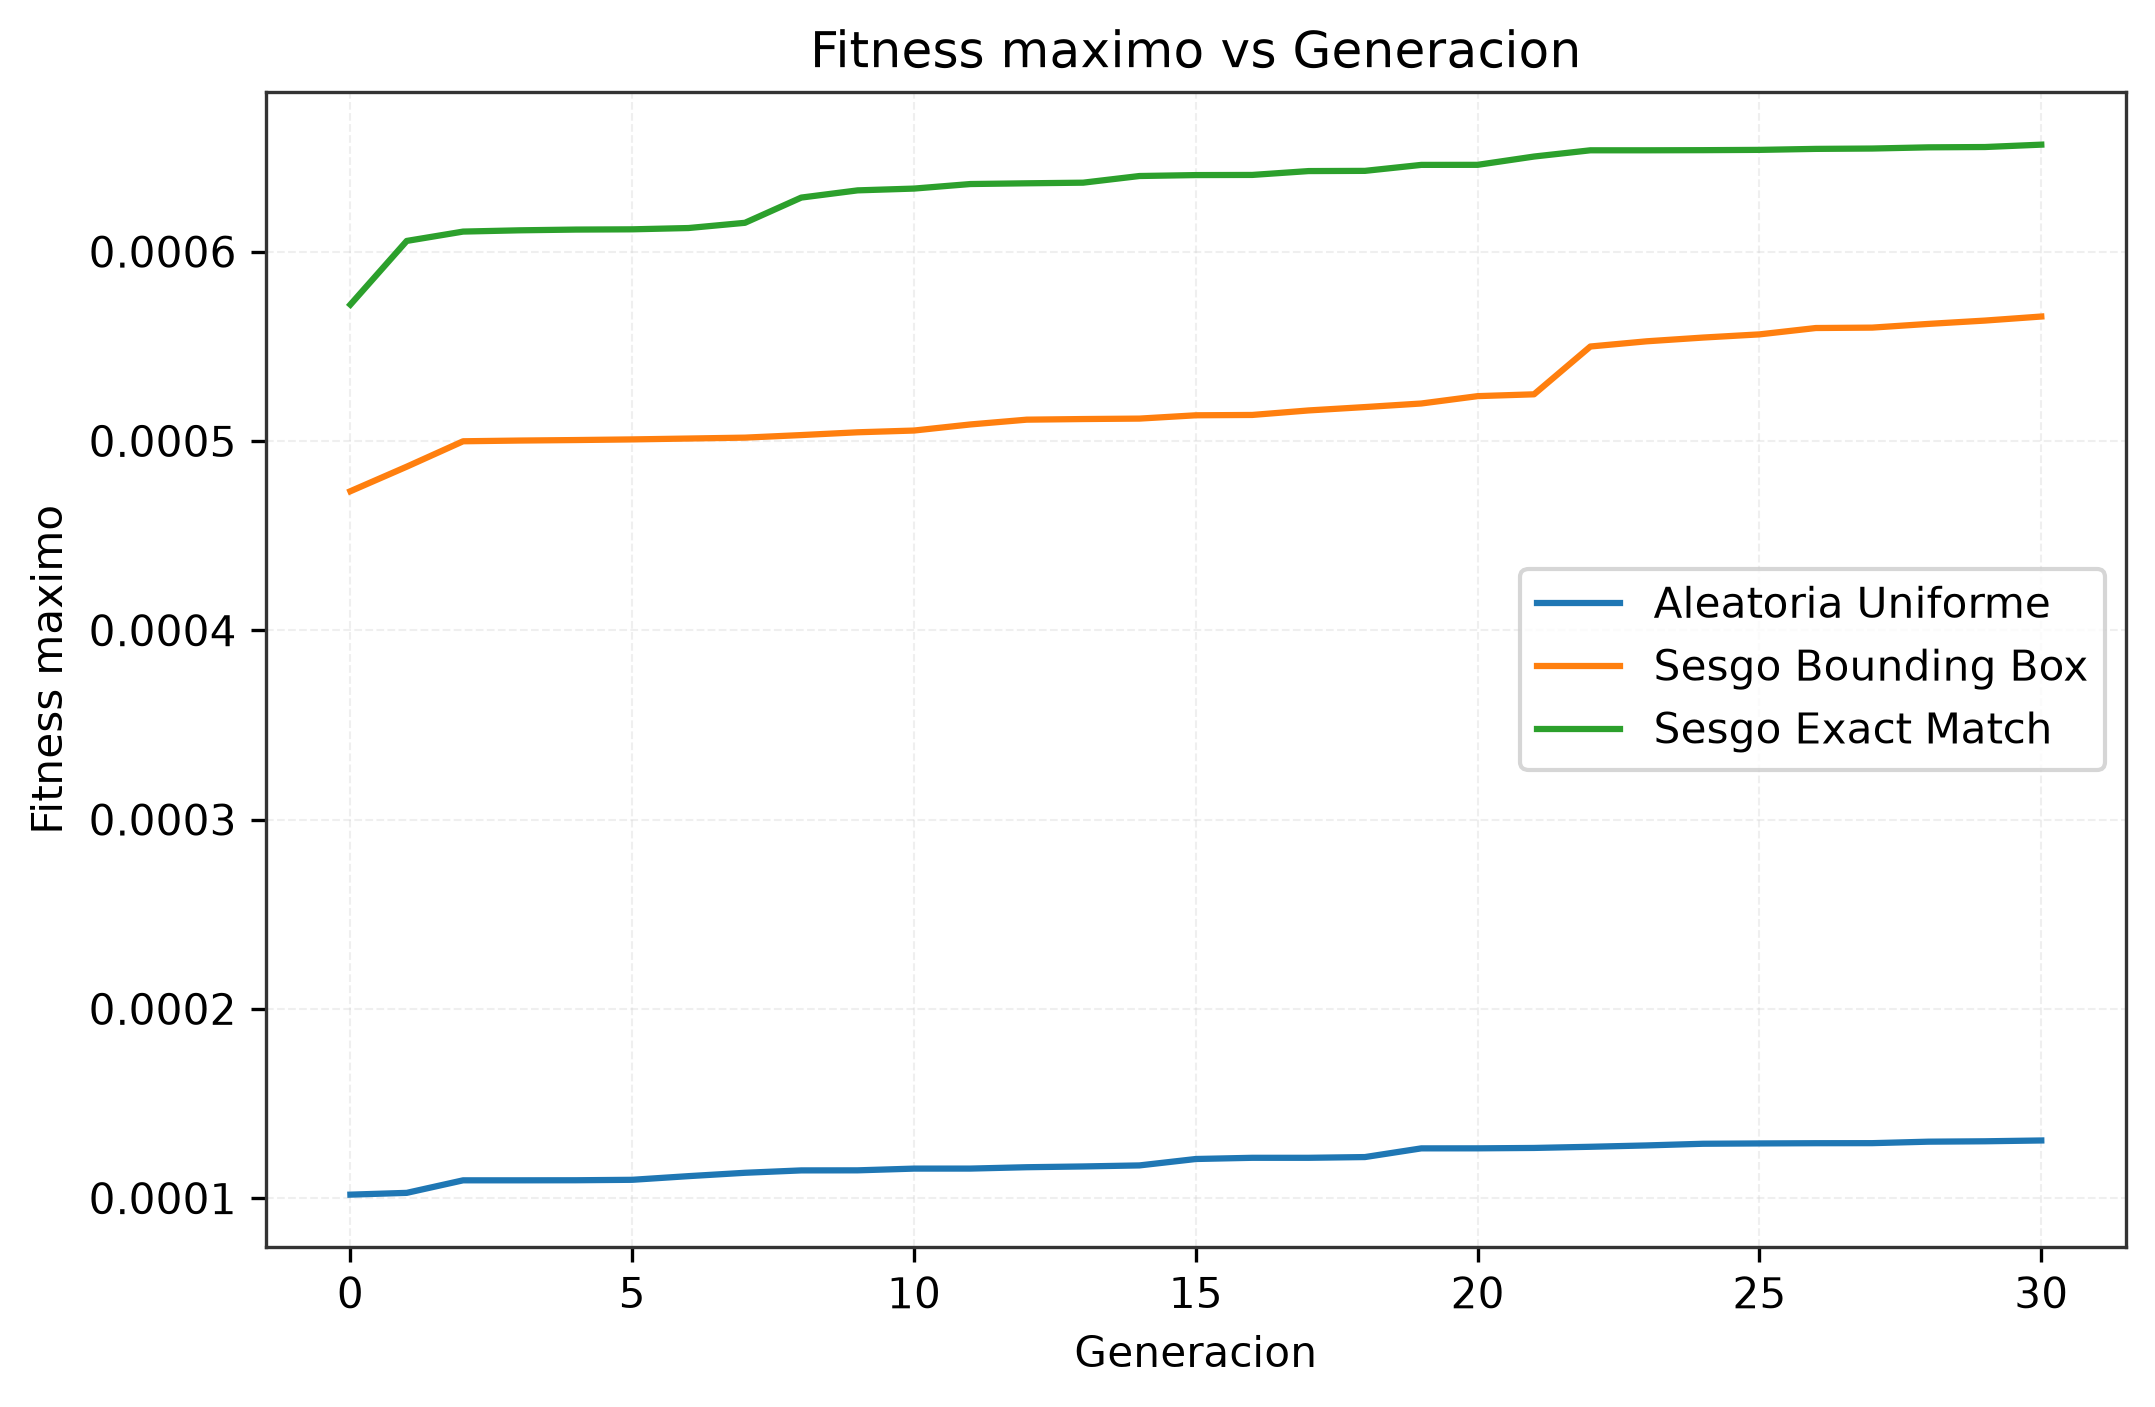 Fitness maximo vs Generacion
Fitness maximo
0.0006
0.0005
0.0004
0.0003
0.0002
0.0001
Aleatoria Uniforme
Sesgo Bounding Box
Sesgo Exact Match
0 5 10 15 20 25 30
Generacion